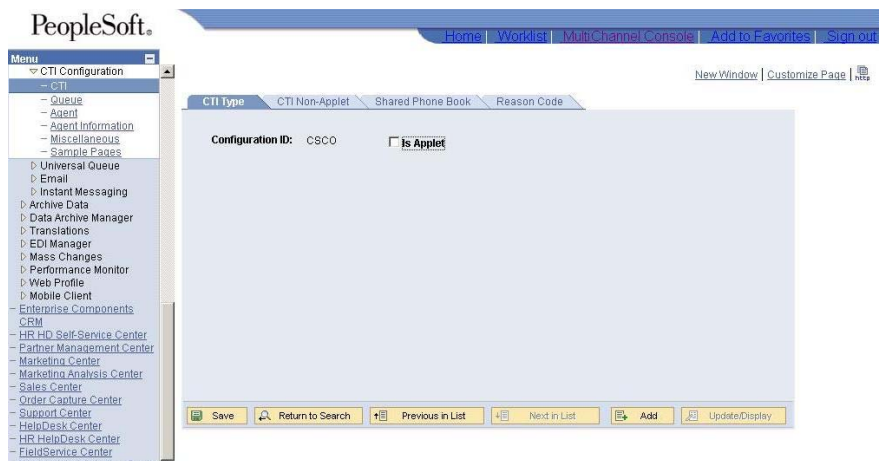 PeopleSoft.
Home | Worklist | MultiChannel Console | Add to Favorites | Sign out
Menu
CTI Configuration
– CTI
– Queue
– Agent
– Agent Information
– Miscellaneous
– Sample Pages
Universal Queue
Email
Instant Messaging
Archive Data
Data Archive Manager
Translations
EDI Manager
Mass Changes
Performance Monitor
Web Profile
Mobile Client
– Enterprise Components
CRM
– HR HD Self-Service Center
– Partner Management Center
– Marketing Center
– Marketing Analysis Center
– Sales Center
– Order Capture Center
– Support Center
– HelpDesk Center
– HR HelpDesk Center
– FieldService Center
New Window | Customize Page | http
CTI Type CTI Non-Applet Shared Phone Book Reason Code
Configuration ID: CSCO Is Applet
Save Return to Search Previous in List Next in List Add Update/Display